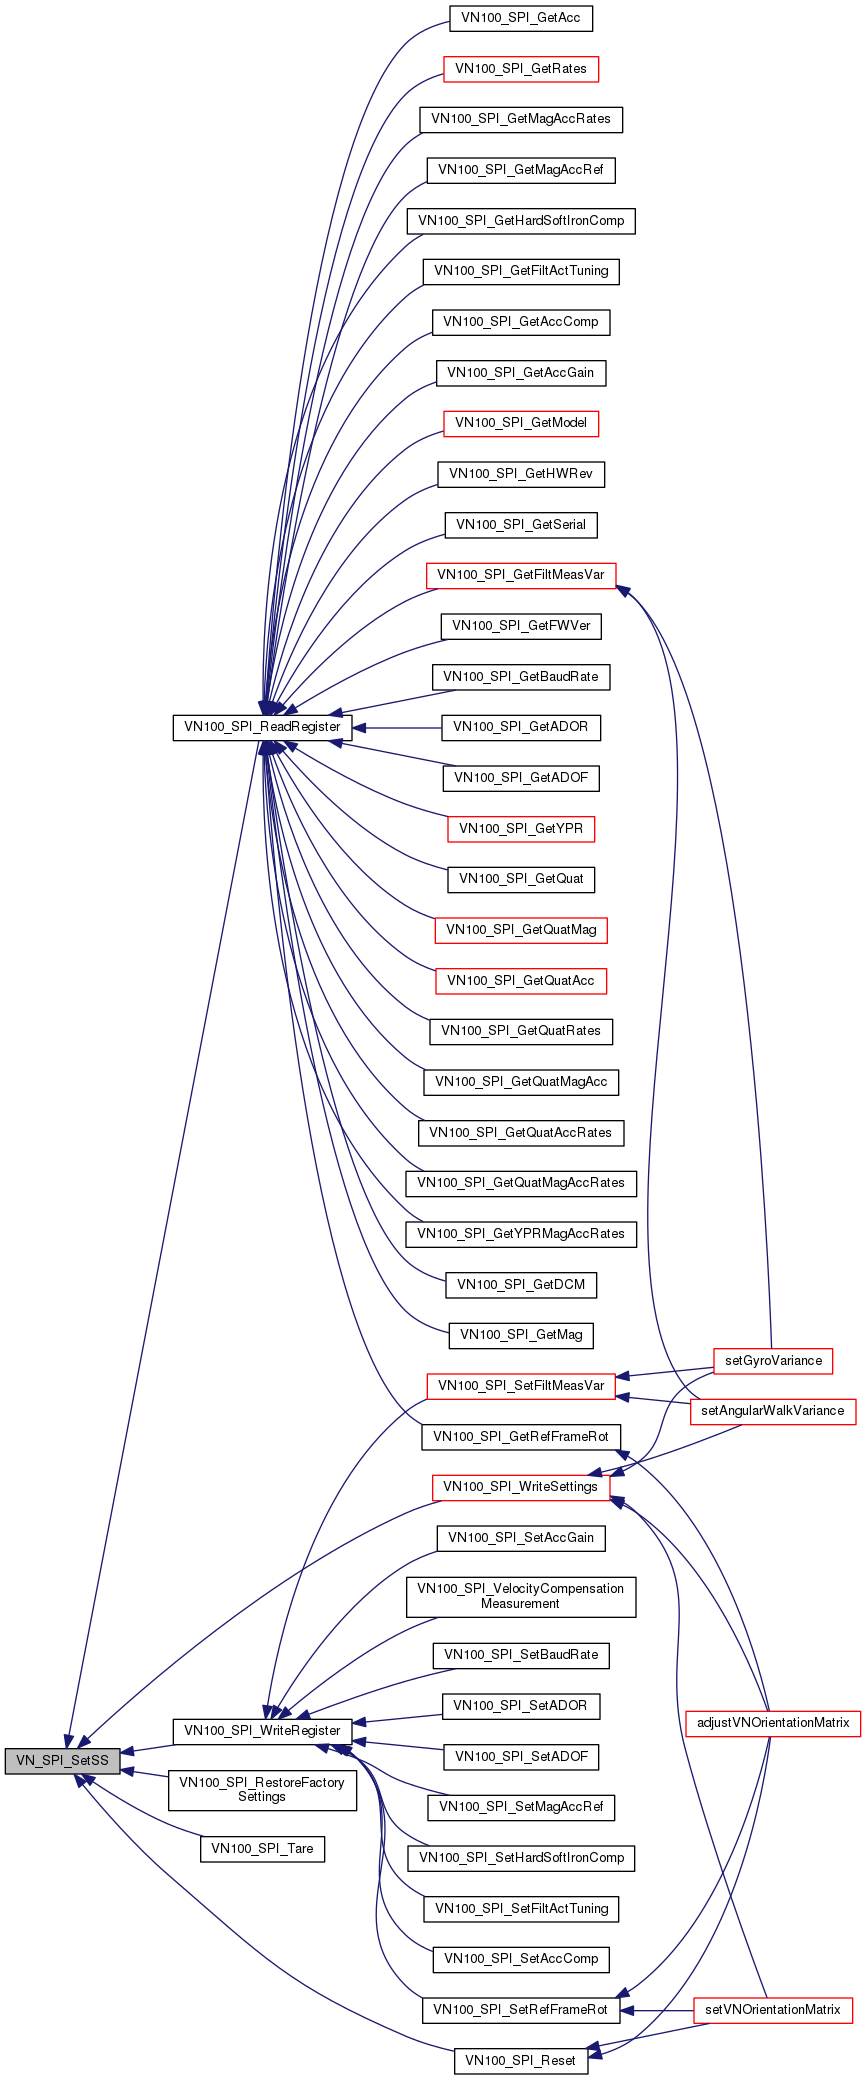 VN100_SPI_GetAcc
VN100_SPI_GetRates
VN100_SPI_GetMagAccRates
VN100_SPI_GetMagAccRef
VN100_SPI_GetHardSoftIronComp
VN100_SPI_GetFiltActTuning
VN100_SPI_GetAccComp
VN100_SPI_GetAccGain
VN100_SPI_GetModel
VN100_SPI_GetHWRev
VN100_SPI_GetSerial
VN100_SPI_GetFiltMeasVar
VN100_SPI_GetFWVer
VN100_SPI_GetBaudRate
VN100_SPI_ReadRegister
VN100_SPI_GetADOR
VN100_SPI_GetADOF
VN100_SPI_GetYPR
VN100_SPI_GetQuat
VN100_SPI_GetQuatMag
VN100_SPI_GetQuatAcc
VN100_SPI_GetQuatRates
VN100_SPI_GetQuatMagAcc
VN100_SPI_GetQuatAccRates
VN100_SPI_GetQuatMagAccRates
VN100_SPI_GetYPRMagAccRates
VN100_SPI_GetDCM
VN100_SPI_GetMag
setGyroVariance
VN100_SPI_SetFiltMeasVar
setAngularWalkVariance
VN100_SPI_GetRefFrameRot
VN100_SPI_WriteSettings
VN100_SPI_SetAccGain
VN100_SPI_VelocityCompensation
Measurement
VN100_SPI_SetBaudRate
VN100_SPI_SetADOR
adjustVNOrientationMatrix
VN100_SPI_WriteRegister
VN_SPI_SetSS
VN100_SPI_SetADOF
VN100_SPI_RestoreFactory
Settings
VN100_SPI_SetMagAccRef
VN100_SPI_Tare
VN100_SPI_SetHardSoftIronComp
VN100_SPI_SetFiltActTuning
VN100_SPI_SetAccComp
VN100_SPI_SetRefFrameRot
setVNOrientationMatrix
VN100_SPI_Reset